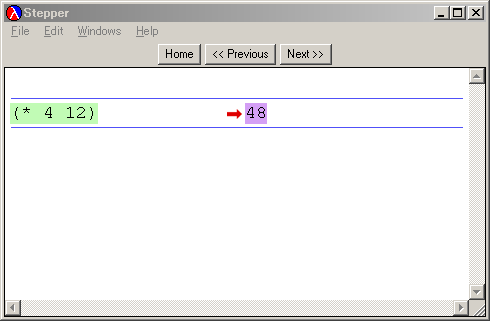 Stepper
File Edit Windows Help
Home << Previous Next >>
(* 4 12) 48